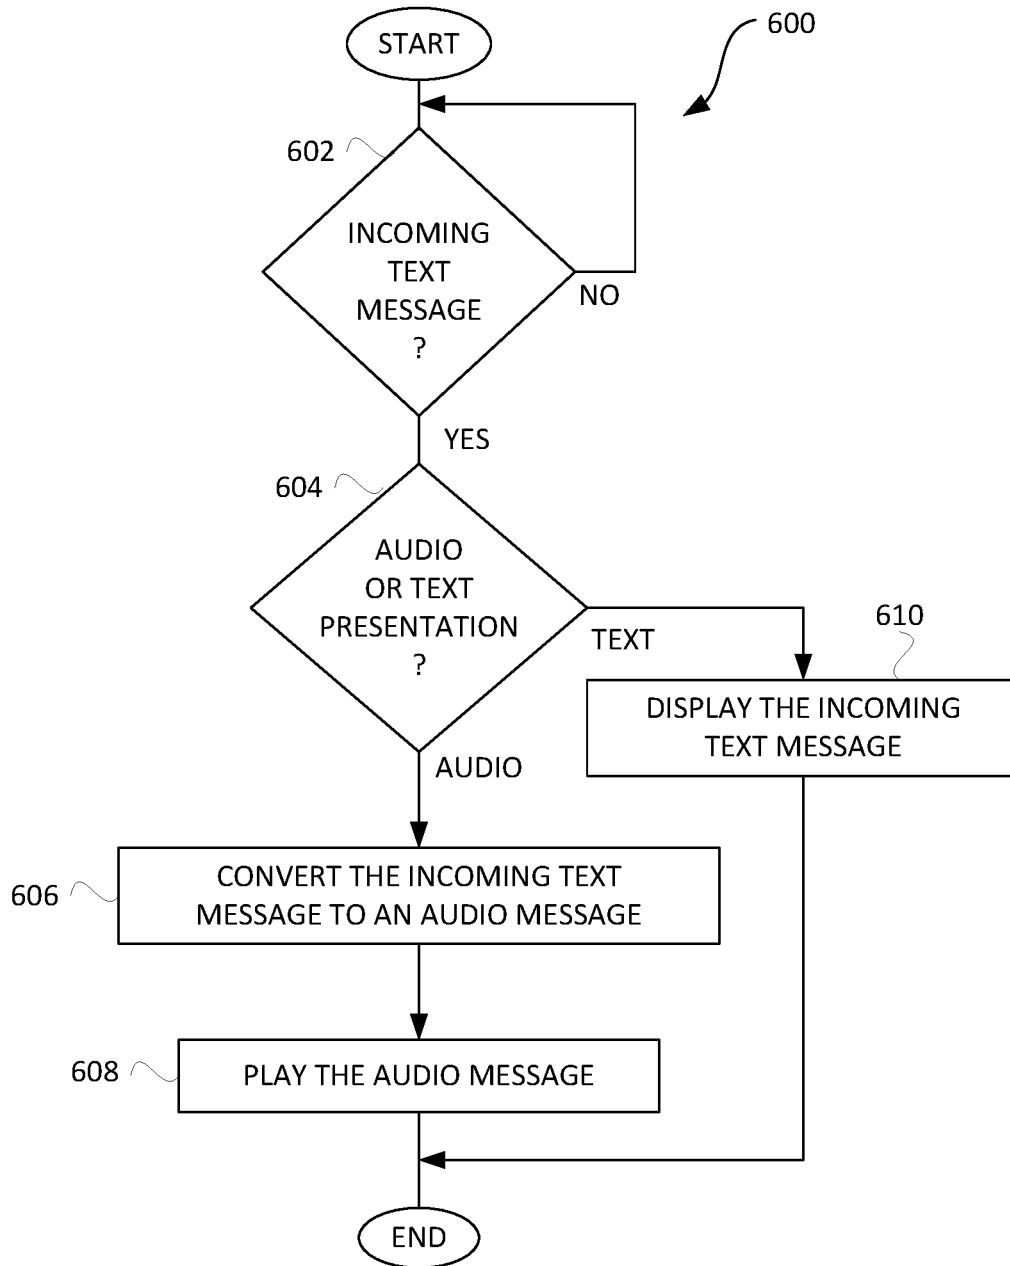 START
600
602
INCOMING
TEXT
MESSAGE
?
NO
YES
604
AUDIO
OR TEXT
PRESENTATION
?
TEXT
610
DISPLAY THE INCOMING
TEXT MESSAGE
AUDIO
606
CONVERT THE INCOMING TEXT
MESSAGE TO AN AUDIO MESSAGE
608
PLAY THE AUDIO MESSAGE
END